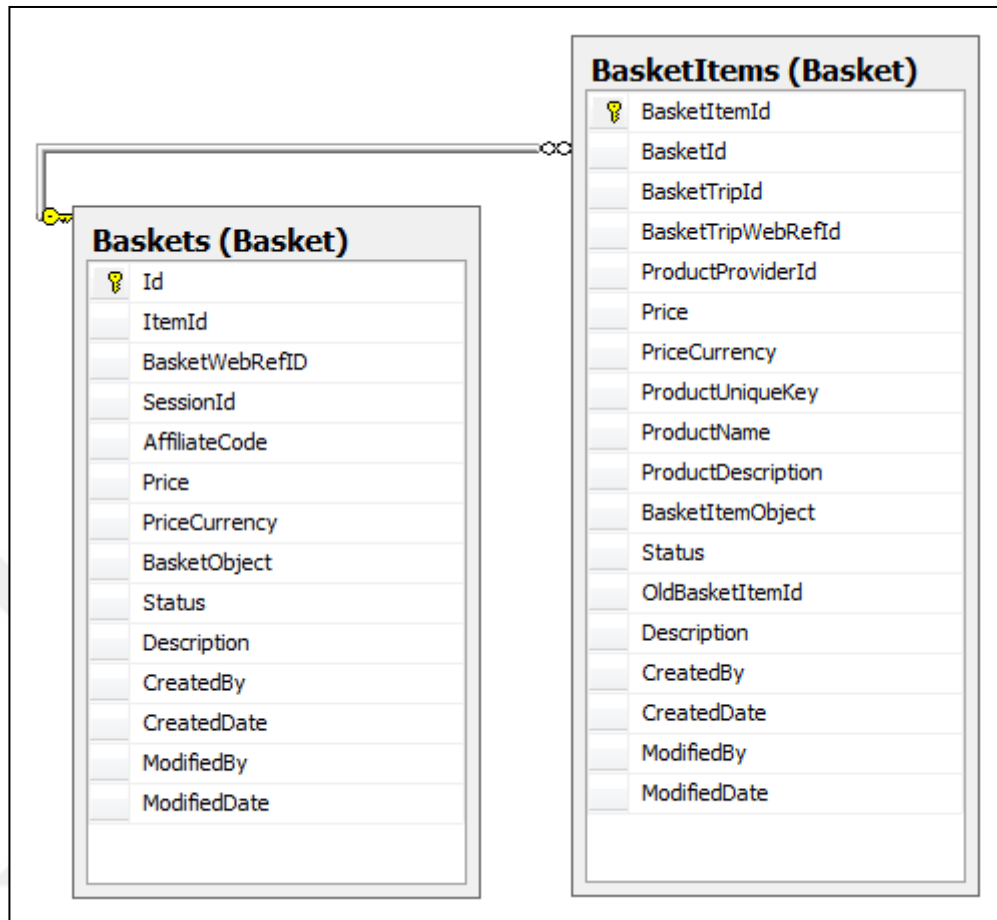 Baskets (Basket)
Id
ItemId
BasketWebRefID
SessionId
AffiliateCode
Price
PriceCurrency
BasketObject
Status
Description
CreatedBy
CreatedDate
ModifiedBy
ModifiedDate
BasketItems (Basket)
BasketItemId
BasketId
BasketTripId
BasketTripWebRefId
ProductProviderId
Price
PriceCurrency
ProductUniqueKey
ProductName
ProductDescription
BasketItemObject
Status
OldBasketItemId
Description
CreatedBy
CreatedDate
ModifiedBy
ModifiedDate